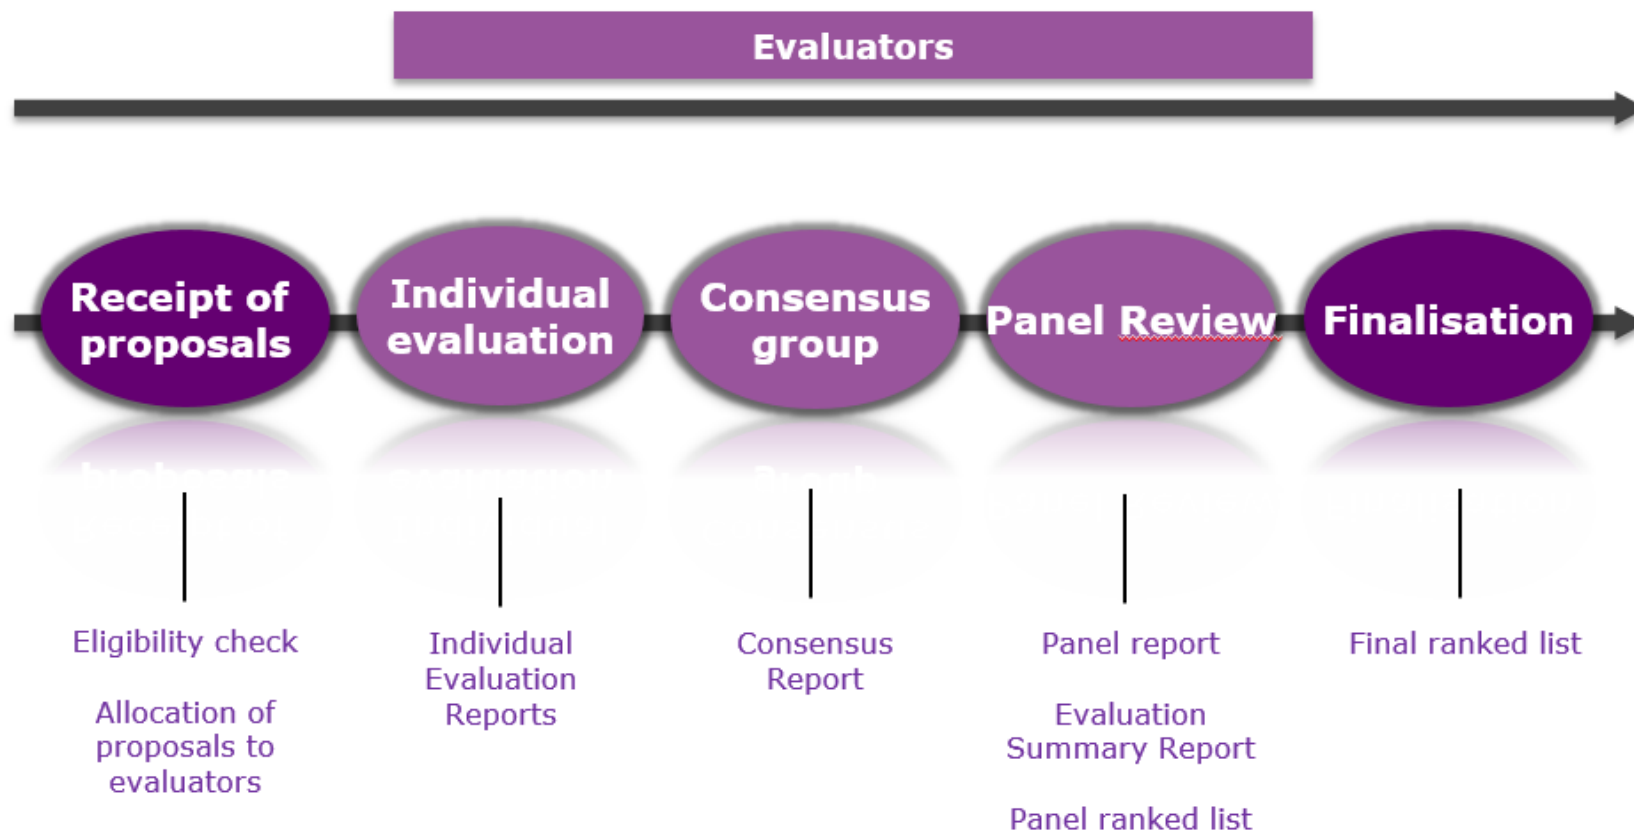 Evaluators
Receipt of
proposals
Individual
evaluation
Consensus
group
Panel Review
Finalisation
Eligibility check
Allocation of
proposals to
evaluators
Individual
Evaluation
Reports
Consensus
Report
Panel report
Evaluation
Summary Report
Panel ranked list
Final ranked list